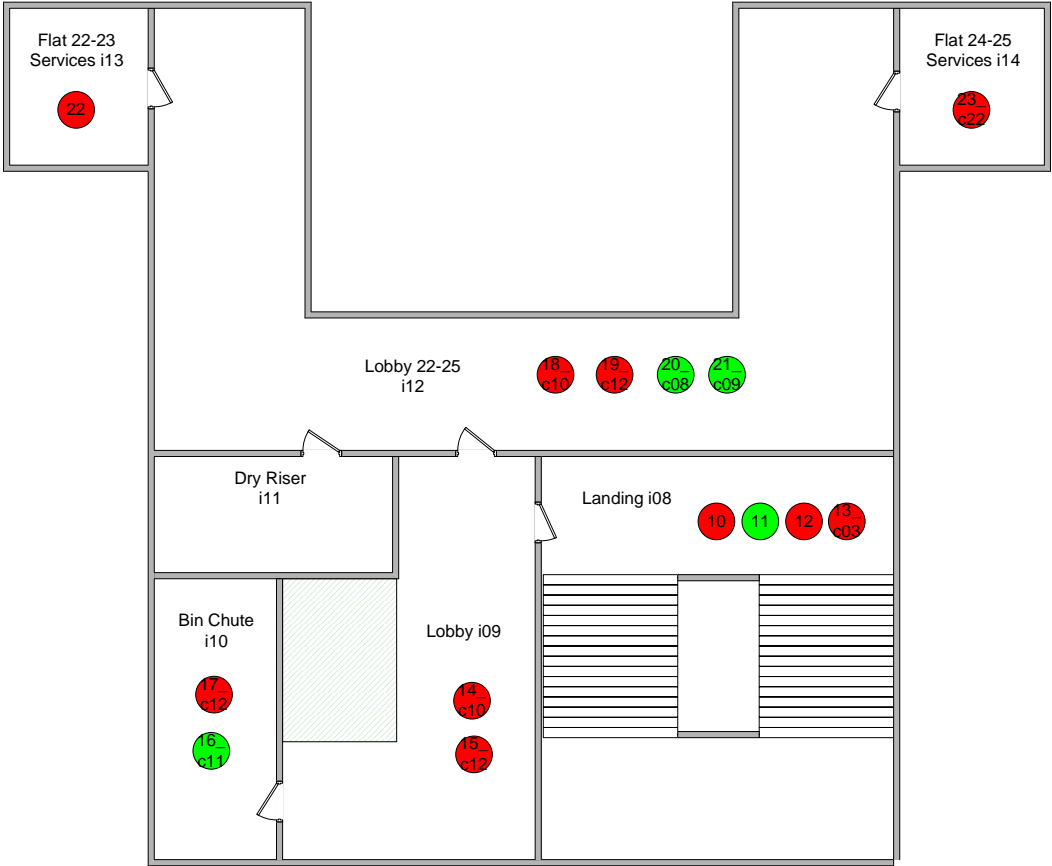 Flat 22-23
Services i13
22
Flat 24-25
Services i14
23_
c22
Lobby 22-25
i12
18_
c10
19_
c12
20_
c08
21_
c09
Dry Riser
i11
Landing i08
10
11
12
13_
c03
Bin Chute
i10
Lobby i09
17_
c12
16_
c11
14_
c10
15_
c12